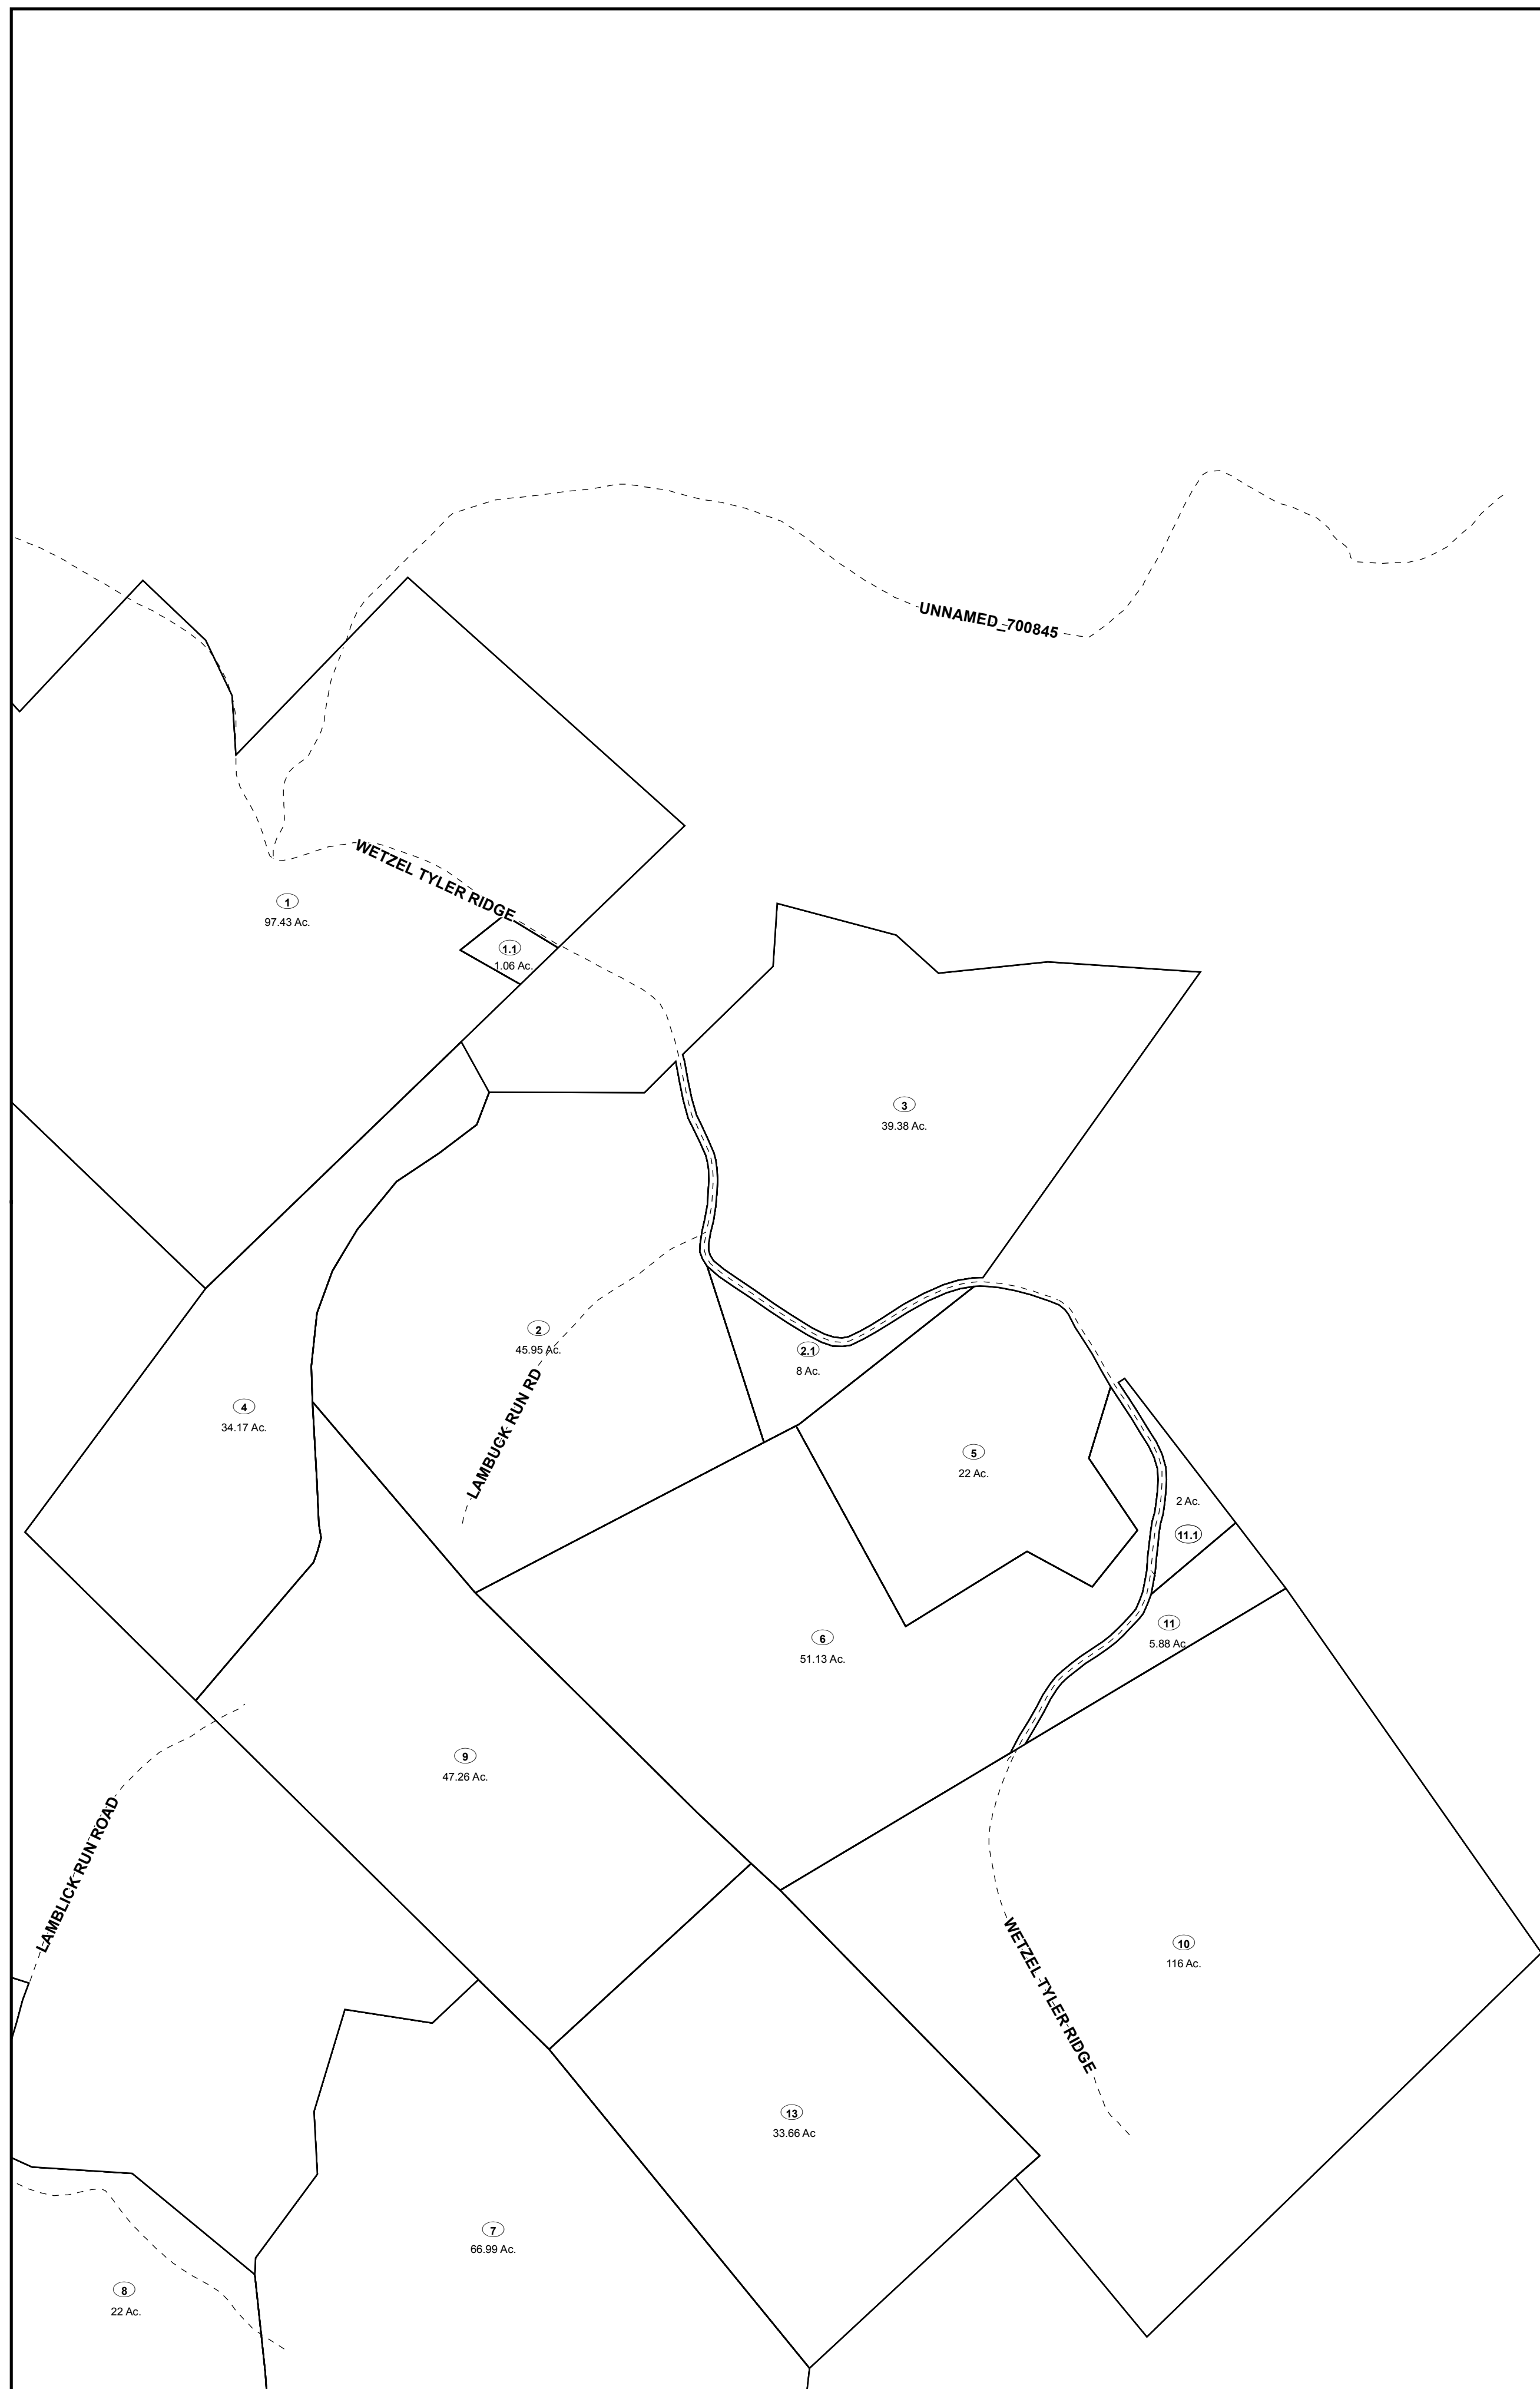 UNNAMED_700845
WETZEL TYLER RIDGE
1
97.43 Ac.
1.1
1.06 Ac.
3
39.38 Ac.
2
45.95 Ac.
2.1
8 Ac.
LAMBUCK RUN RD
4
34.17 Ac.
5
22 Ac.
2 Ac.
11.1
11
5.88 Ac.
6
51.13 Ac.
9
47.26 Ac.
LAMBLICK RUN ROAD
10
116 Ac.
WETZEL TYLER RIDGE
13
33.66 Ac
7
66.99 Ac.
8
22 Ac.